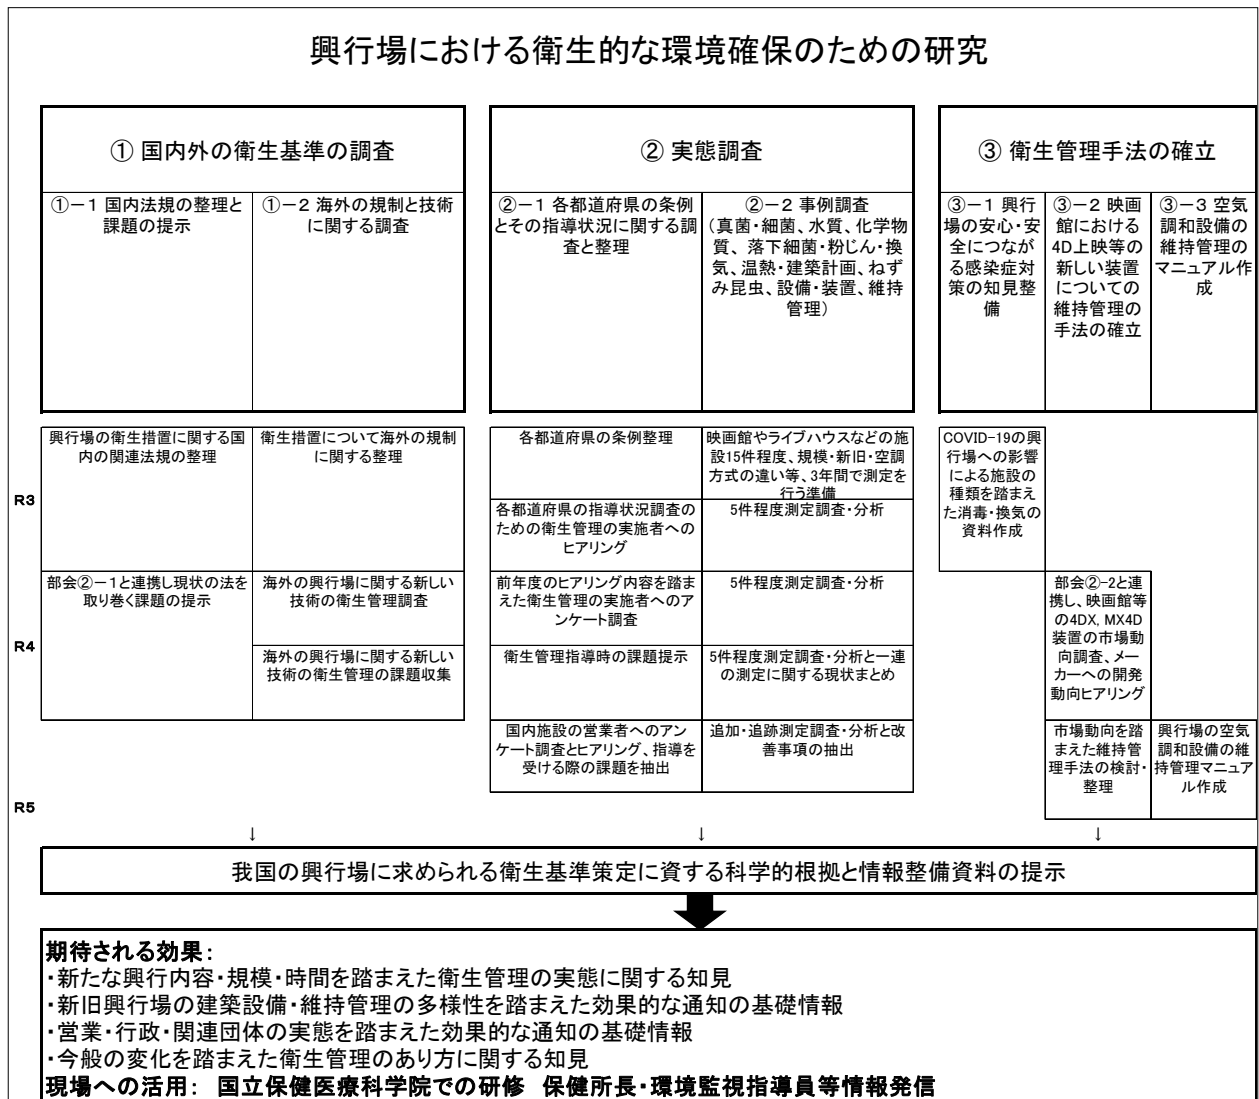 興行場における衛生的な環境確保のための研究
① 国内外の衛生基準の調査
①－1 国内法規の整理と
課題の提示
①－2 海外の規制と技術
に関する調査
② 実態調査
②－1 各都道府県の条例
とその指導状況に関する調
査と整理
②－2 事例調査
（真菌・細菌、水質、化学物
質、落下細菌・粉じん・換
気、温熱・建築計画、ねず
み昆虫、設備・装置、維持
管理）
③ 衛生管理手法の確立
③－1 興行
場の安心・安
全につなが
る感染症対
策の知見整
備
③－2 映画
館における
4D上映等の
新しい装置
についての
維持管理の
手法の確立
③－3 空気
調和設備の
維持管理の
マニュアル作
成
R3
興行場の衛生措置に関する国
内の関連法規の整理
衛生措置について海外の規制
に関する整理
各都道府県の条例整理
映画館やライブハウスなどの施
設15件程度、規模・新旧・空調
方式の違い等、3年間で測定を
行う準備
各都道府県の指導状況調査の
ための衛生管理の実施者への
ヒアリング
5件程度測定調査・分析
COVID-19の興
行場への影響
による施設の
種類を踏まえ
た消毒・換気の
資料作成
R4
部会②－1と連携し現状の法を
取り巻く課題の提示
海外の興行場に関する新しい
技術の衛生管理調査
海外の興行場に関する新しい
技術の衛生管理の課題収集
前年度のヒアリング内容を踏ま
えた衛生管理の実施者へのア
ンケート調査
5件程度測定調査・分析
衛生管理指導時の課題提示
5件程度測定調査・分析と一連
の測定に関する現状まとめ
部会②-2と連
携し、映画館等
の4DX, MX4D
装置の市場動
向調査、メー
カーへの開発
動向ヒアリング
R5
国内施設の営業者へのアン
ケート調査とヒアリング、指導を
受ける際の課題を抽出
追加・追跡測定調査・分析と改
善事項の抽出
市場動向を踏
まえた維持管
理手法の検討・
整理
興行場の空気
調和設備の維
持管理マニュア
ル作成
↓ ↓ ↓
我国の興行場に求められる衛生基準策定に資する科学的根拠と情報整備資料の提示
期待される効果：
・新たな興行内容・規模・時間を踏まえた衛生管理の実態に関する知見
・新旧興行場の建築設備・維持管理の多様性を踏まえた効果的な通知の基礎情報
・営業・行政・関連団体の実態を踏まえた効果的な通知の基礎情報
・今般の変化を踏まえた衛生管理のあり方に関する知見
現場への活用： 国立保健医療科学院での研修 保健所長・環境監視指導員等情報発信